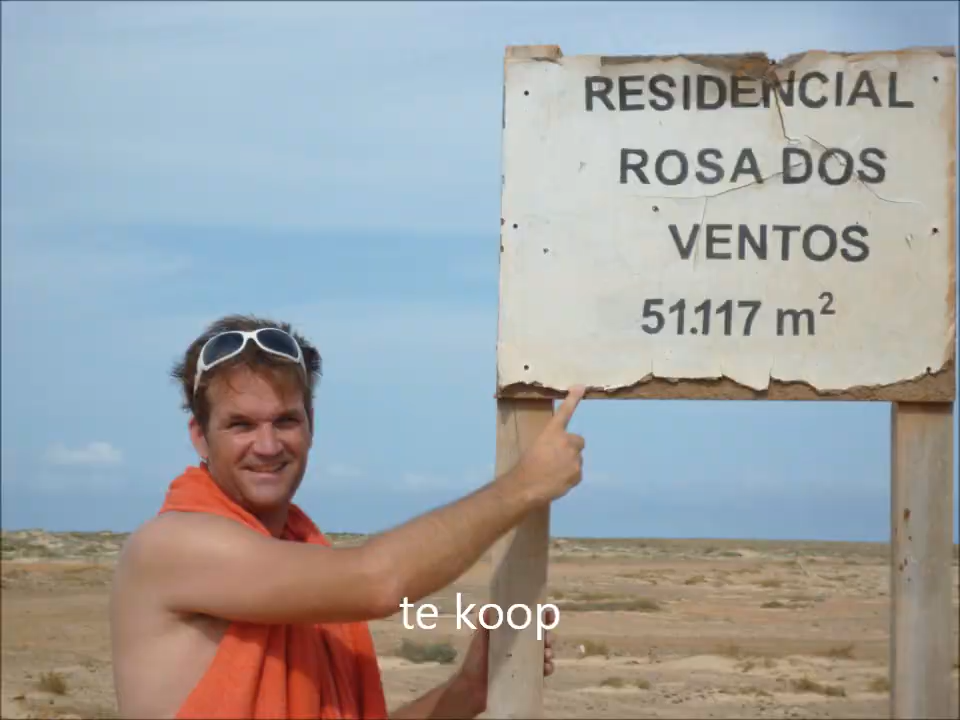 RESIDENCIAL
ROSA DOS
VENTOS
51.117 m²
te koop